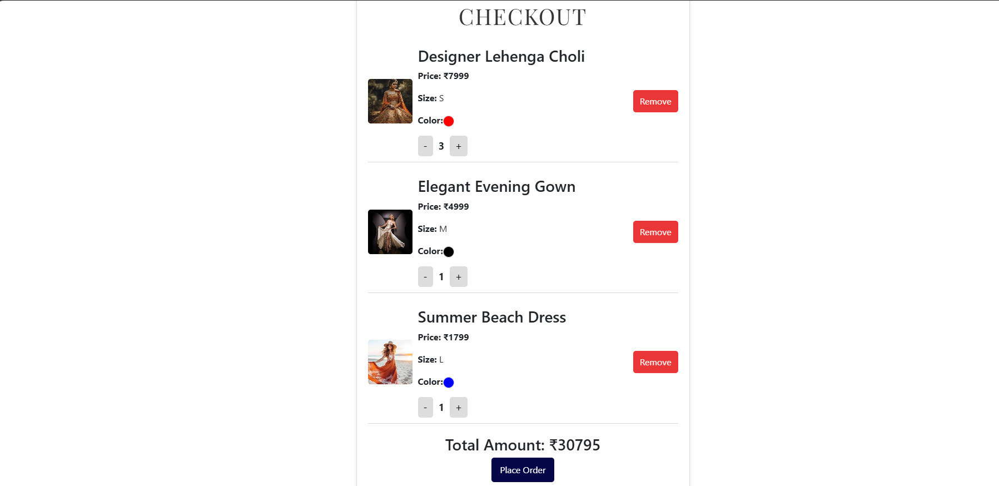 CHECKOUT
Designer Lehenga Choli
Price: ₹7999
Size: S
Remove
Color:
- 3 +
Elegant Evening Gown
Price: ₹4999
Size: M
Remove
Color:
- 1 +
Summer Beach Dress
Price: ₹1799
Size: L
Remove
Color:
- 1 +
Total Amount: ₹30795
Place Order